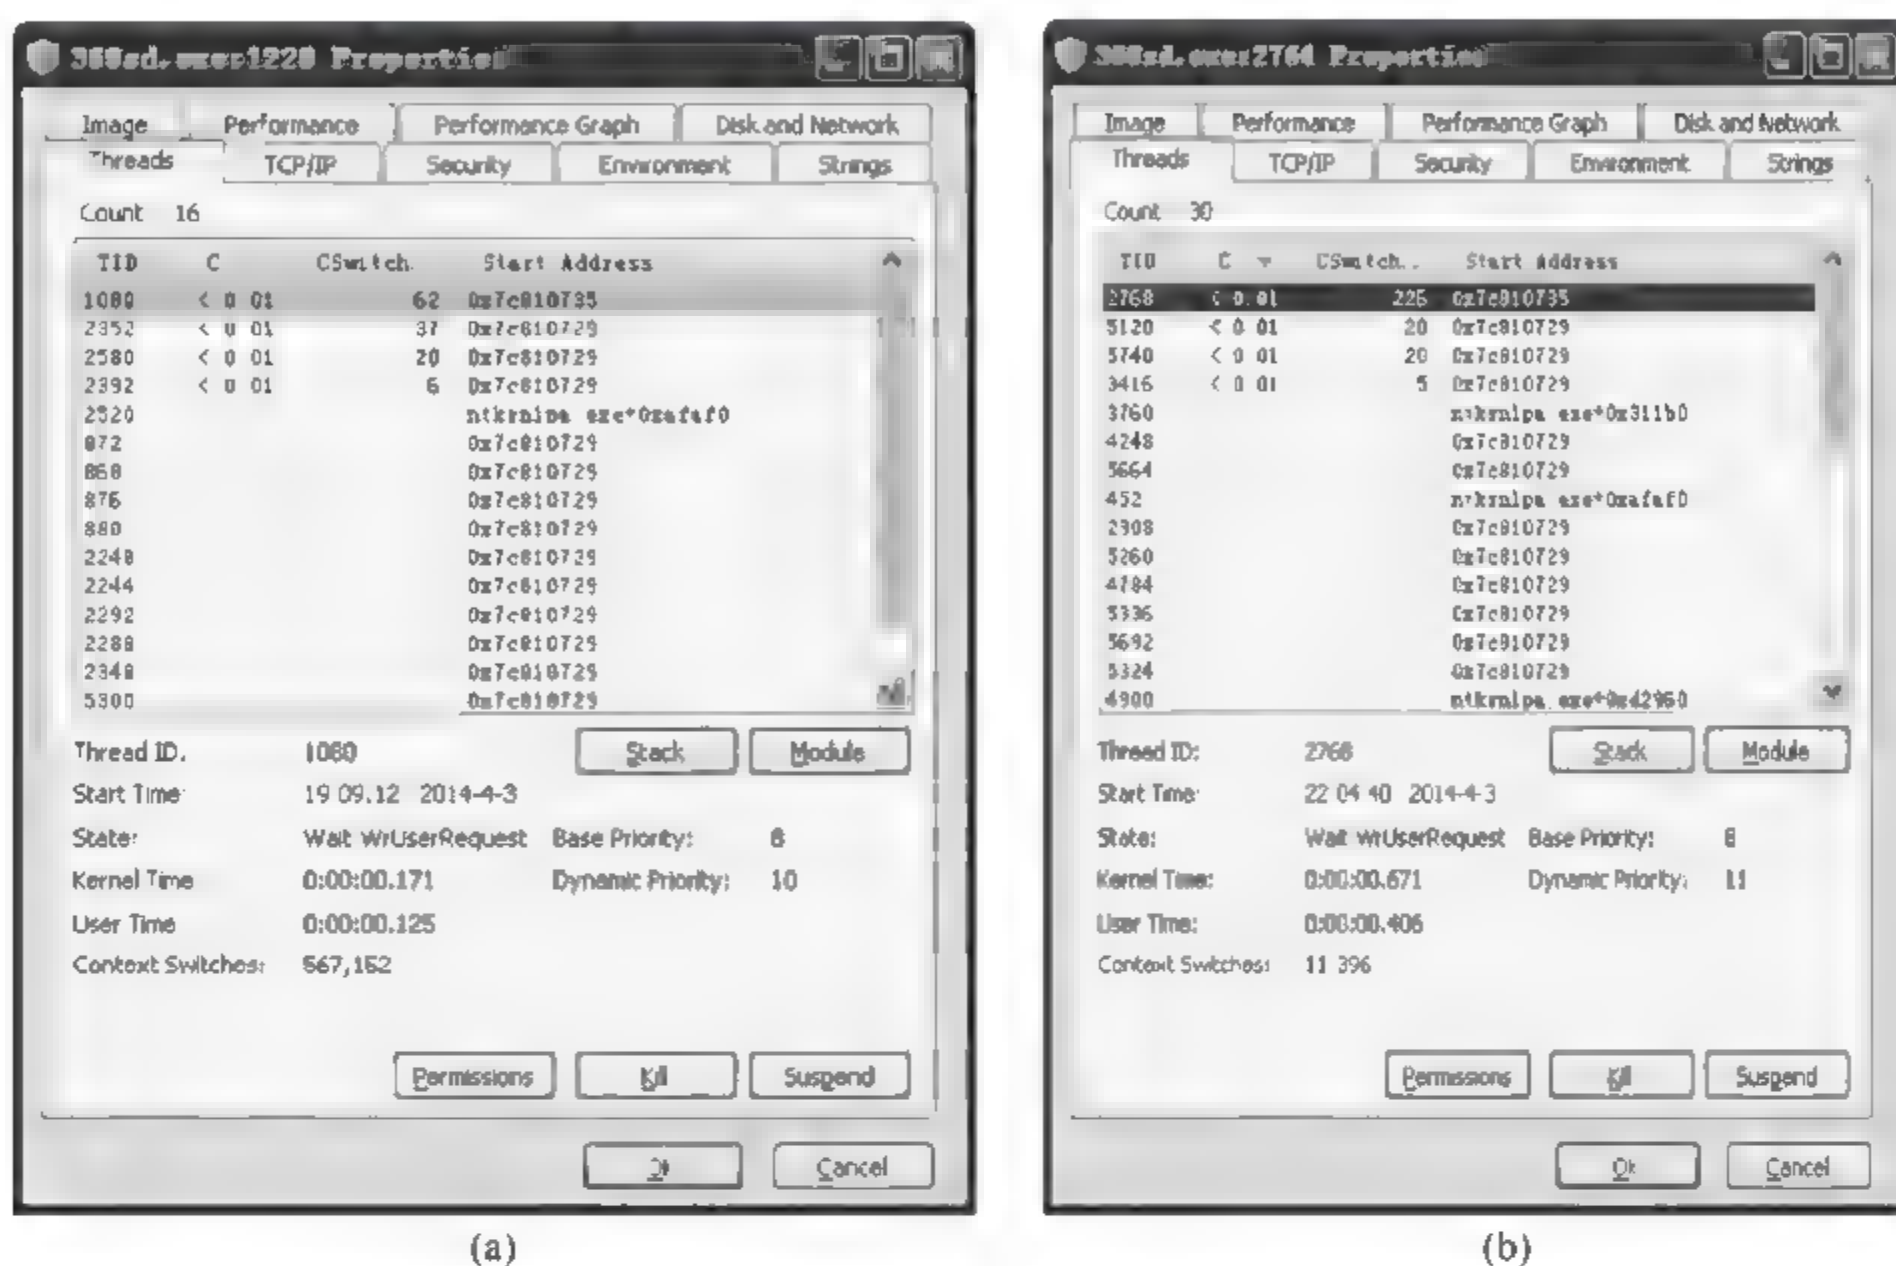 Properties
Image Performance Performance Graph Disk and Network
Threads TCP/IP Security Environment Strings
Count 16
TID C CSwitch. Start Address
1080 < 0 01 62 0x7c810735
2352 < 0 01 37 0x7c810729
2580 < 0 01 20 0x7c810729
2392 < 0 01 6 0x7c810729
2520 ntkrnlpa exe+0xafaf0
872 0x7c810729
868 0x7c810729
876 0x7c810729
880 0x7c810729
2248 0x7c810729
2244 0x7c810729
2292 0x7c810729
2288 0x7c810729
2348 0x7c810729
5300 0x7c810729
Thread ID: 1080 Stack Module
Start Time: 19 09.12 2014-4-3
State: Wait WrUserRequest Base Priority: 8
Kernel Time 0:00:00.171 Dynamic Priority: 10
User Time 0:00:00.125
Context Switches: 567,152
Permissions Kill Suspend
Ok Cancel
(a)
360sd.exe:2764 Properties
Image Performance Performance Graph Disk and Network
Threads TCP/IP Security Environment Strings
Count 30
TID C CSwitch.. Start Address
2768 < 0.01 226 0x7c810735
5120 < 0 01 20 0x7c810729
5740 < 0 01 20 0x7c810729
3416 < 0 01 5 0x7c810729
3760 ntkrnlpa exe+0x311b0
4248 0x7c810729
5664 0x7c810729
452 ntkrnlpa exe+0xafaf0
2908 0x7c810729
5260 0x7c810729
4784 0x7c810729
5336 0x7c810729
5692 0x7c810729
5324 0x7c810729
4900 ntkrnlpa.exe+0x42960
Thread ID: 2768 Stack Module
Start Time: 22 04 40 2014-4-3
State: Wait WrUserRequest Base Priority: 8
Kernel Time: 0:00:00.671 Dynamic Priority: 11
User Time: 0:00:00.406
Context Switches: 11 396
Permissions Kill Suspend
Ok Cancel
(b)